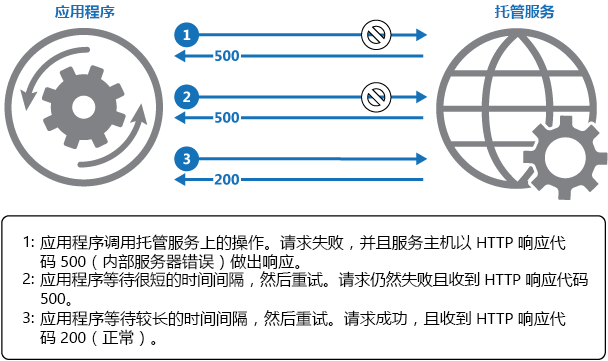 应用程序
托管服务
1
500
2
500
3
200
1: 应用程序调用托管服务上的操作。请求失败，并且服务主机以 HTTP 响应代
码 500（内部服务器错误）做出响应。
2: 应用程序等待很短的时间间隔，然后重试。请求仍然失败且收到 HTTP 响应代码
500。
3: 应用程序等待较长的时间间隔，然后重试。请求成功，且收到 HTTP 响应代
码 200（正常）。